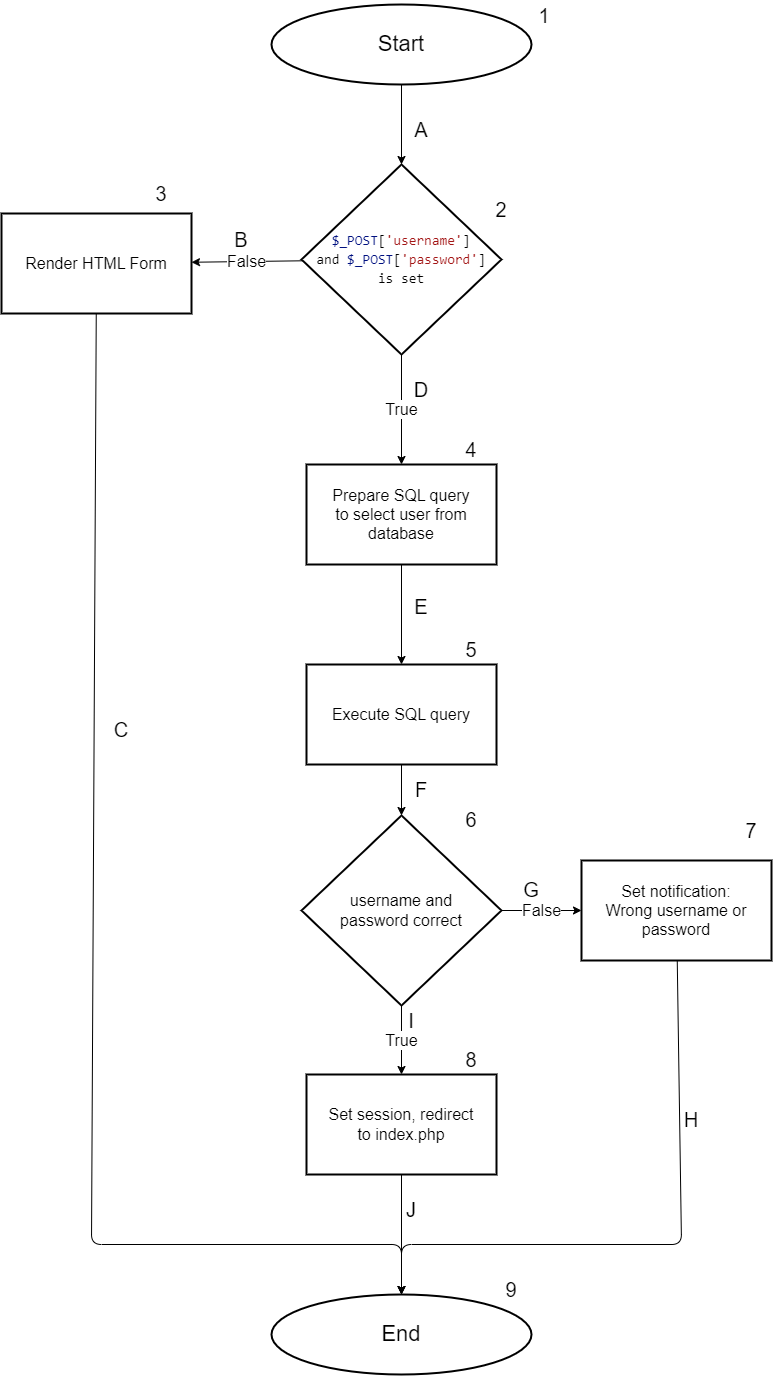 1
Start
A
3
2
$_POST['username']
and $_POST['password']
is set
B
False
Render HTML Form
D
True
4
Prepare SQL query
to select user from
database
E
5
Execute SQL query
C
F
6
7
username and
password correct
G
False
Set notification:
Wrong username or
password
I
True
8
Set session, redirect
to index.php
H
J
9
End